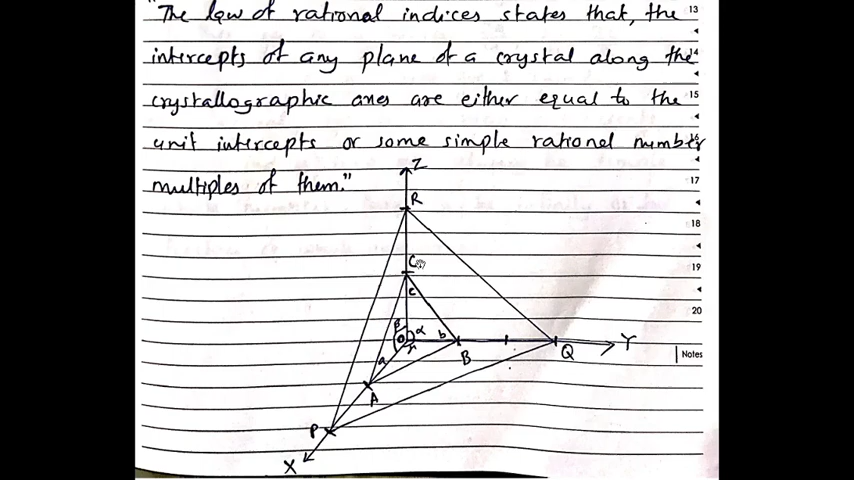 "The law of rational indices states that, the
intercepts of any plane of a crystal along the
crystallographic axes are either equal to the
unit intercepts or some simple rational number
multiples of them."
13
14
15
16
17
18
19
20
Notes
Z
R
C
c
β
α
O
γ
b
a
B
Q
Y
A
P
X